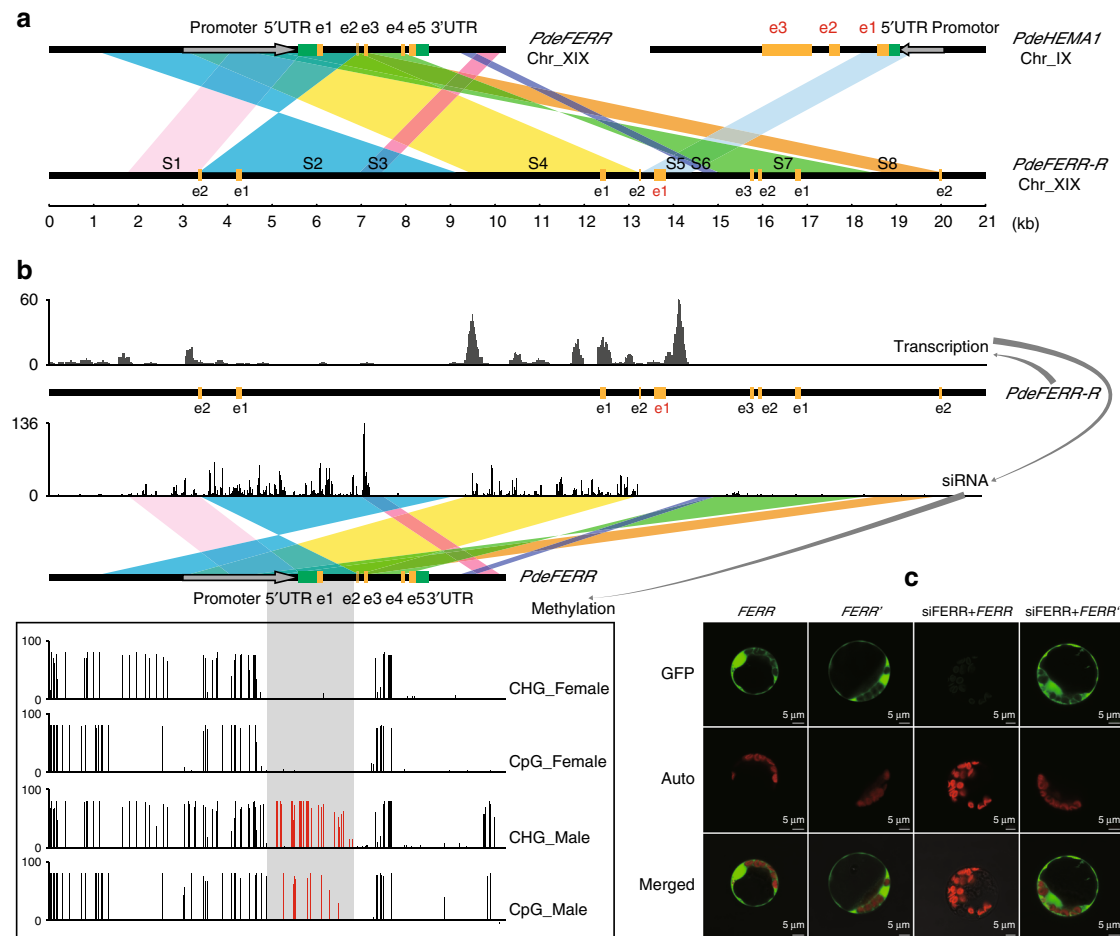 a
Promoter 5′UTR e1 e2 e3 e4 e5 3′UTR
PdeFERR
Chr_XIX
e3 e2 e1 5′UTR Promotor
PdeHEMA1
Chr_IX
S1 S2 S3 S4 S5 S6 S7 S8
PdeFERR-R
Chr_XIX
e2 e1 e1 e2 e1 e3 e2 e1 e2
0 1 2 3 4 5 6 7 8 9 10 11 12 13 14 15 16 17 18 19 20 21 (kb)
b
60
0
Transcription
PdeFERR-R
e2 e1 e1 e2 e1 e3 e2 e1 e2
136
0
siRNA
PdeFERR
Promoter 5′UTR e1 e2 e3 e4 e5 3′UTR
Methylation
100
0
CHG_Female
100
0
CpG_Female
100
0
CHG_Male
100
0
CpG_Male
c
FERR FERR′ siFERR+FERR siFERR+FERR′
GFP
5 μm 5 μm 5 μm 5 μm
Auto
5 μm 5 μm 5 μm 5 μm
Merged
5 μm 5 μm 5 μm 5 μm